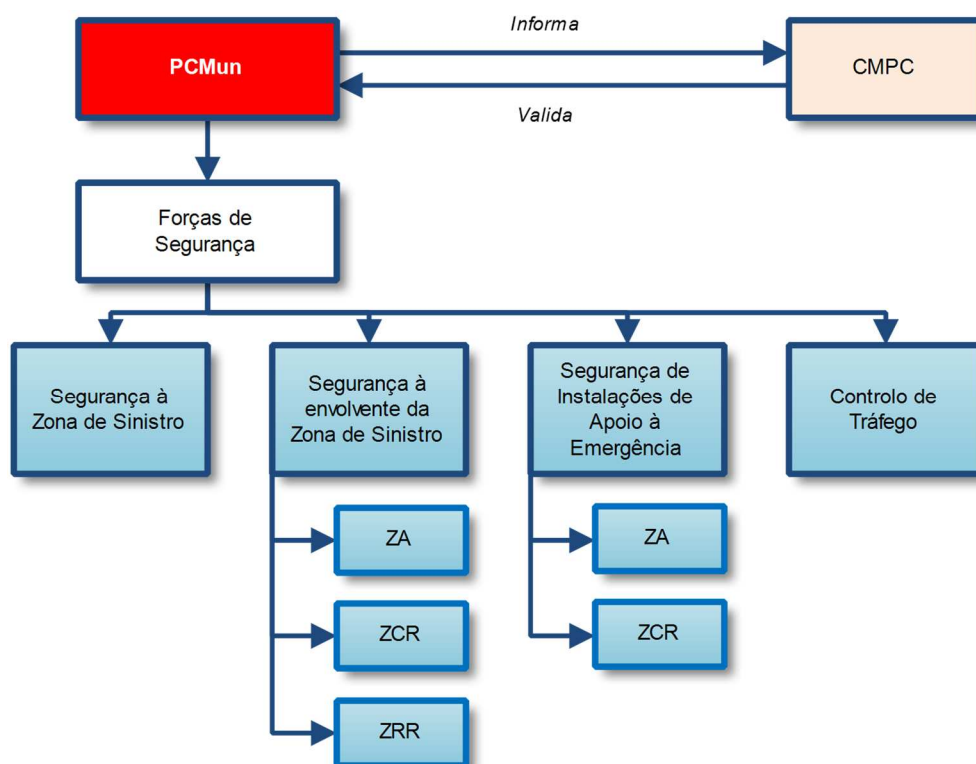 Informa
PCMun
CMPC
Valida
Forças de
Segurança
Segurança à
Zona de Sinistro
Segurança à
envolvente da
Zona de Sinistro
Segurança de
Instalações de
Apoio à
Emergência
Controlo de
Tráfego
ZA
ZCR
ZRR
ZA
ZCR